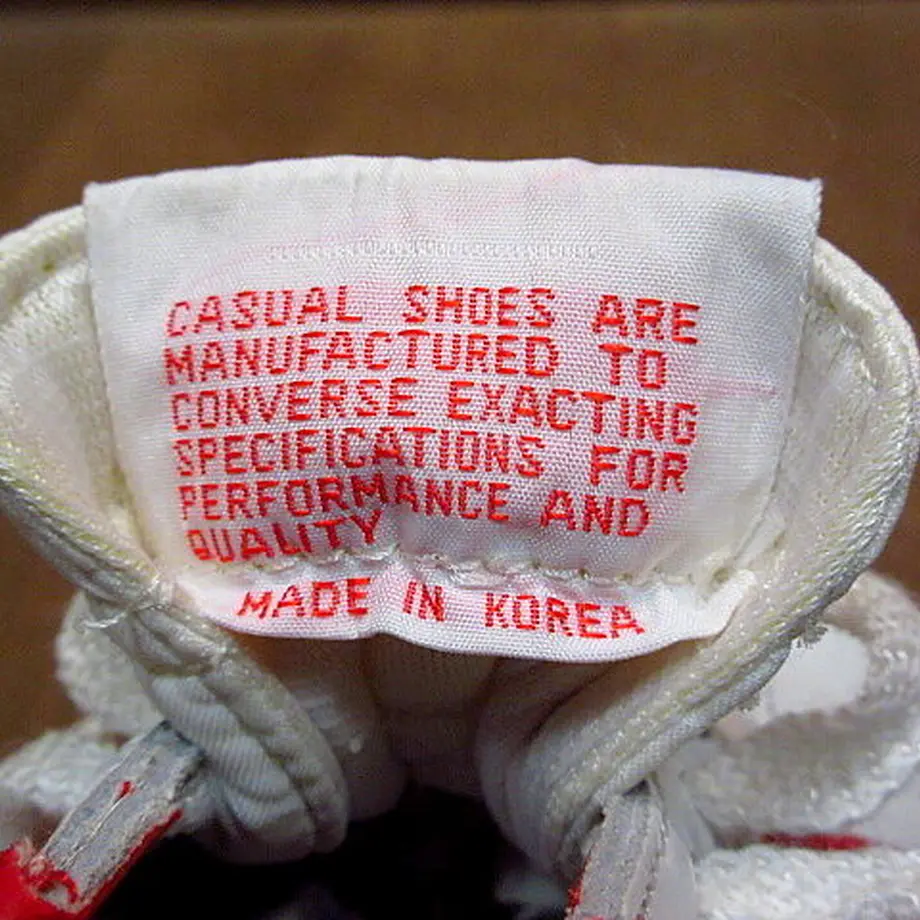 CASUAL SHOES ARE
MANUFACTURED TO
CONVERSE EXACTING
SPECIFICATIONS FOR
PERFORMANCE AND
QUALITY
MADE IN KOREA